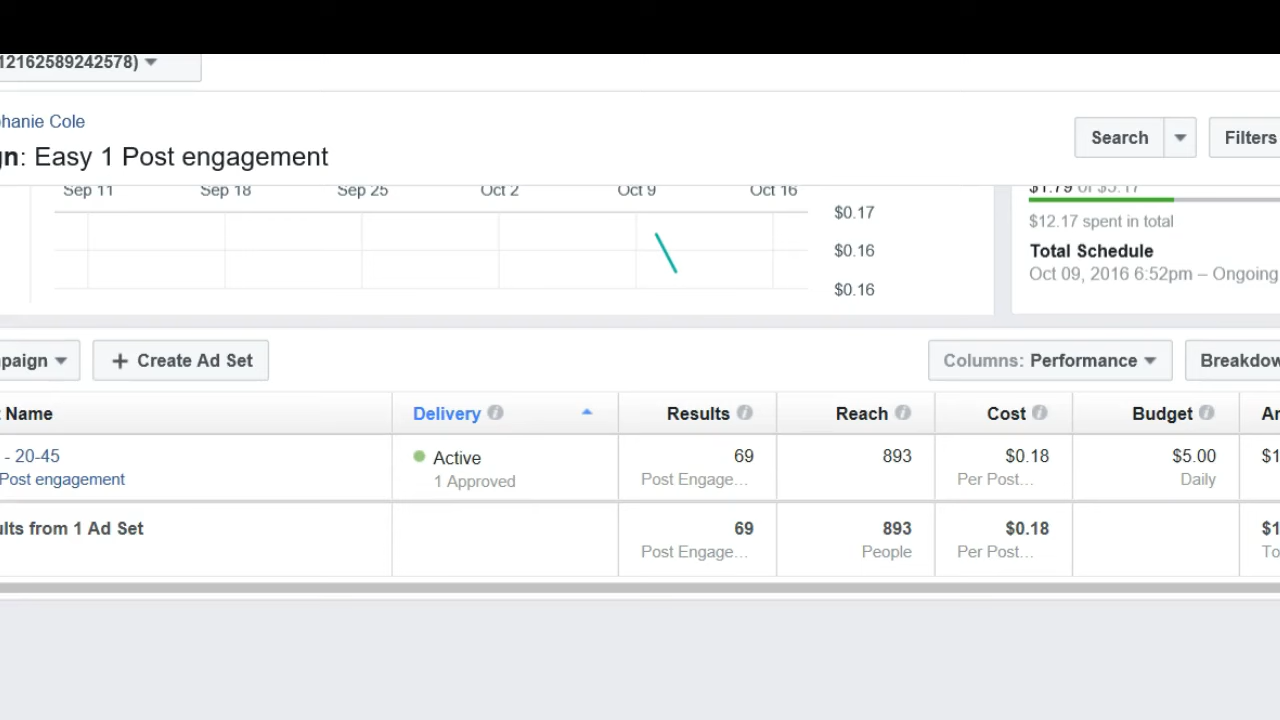 12162589242578)
hanie Cole
gn: Easy 1 Post engagement
Search
Filters
Sep 11 Sep 18 Sep 25 Oct 2 Oct 9 Oct 16
$0.17
$0.16
$0.16
$1.79 of $5.17
$12.17 spent in total
Total Schedule
Oct 09, 2016 6:52pm – Ongoing
paign
+ Create Ad Set
Columns: Performance
Breakdow
Name Delivery Results Reach Cost Budget Ar
- 20-45 Active 69 893 $0.18 $5.00 $1
Post engagement 1 Approved Post Engage... Per Post... Daily
ults from 1 Ad Set 69 893 $0.18 $1
Post Engage... People Per Post... To